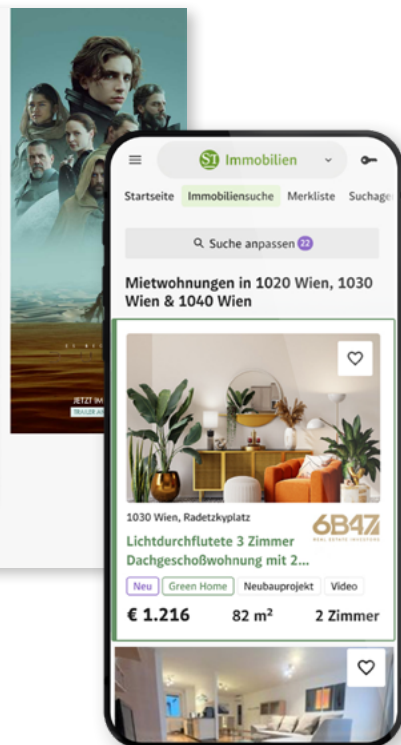 JETZT IM
ST Immobilien
Startseite Immobiliensuche Merkliste Suchage
Suche anpassen 22
Mietwohnungen in 1020 Wien, 1030
Wien & 1040 Wien
1030 Wien, Radetzkyplatz
6B47
REAL ESTATE INVESTORS
Lichtdurchflutete 3 Zimmer
Dachgeschoßwohnung mit 2...
Neu Green Home Neubauprojekt Video
€ 1.216 82 m² 2 Zimmer